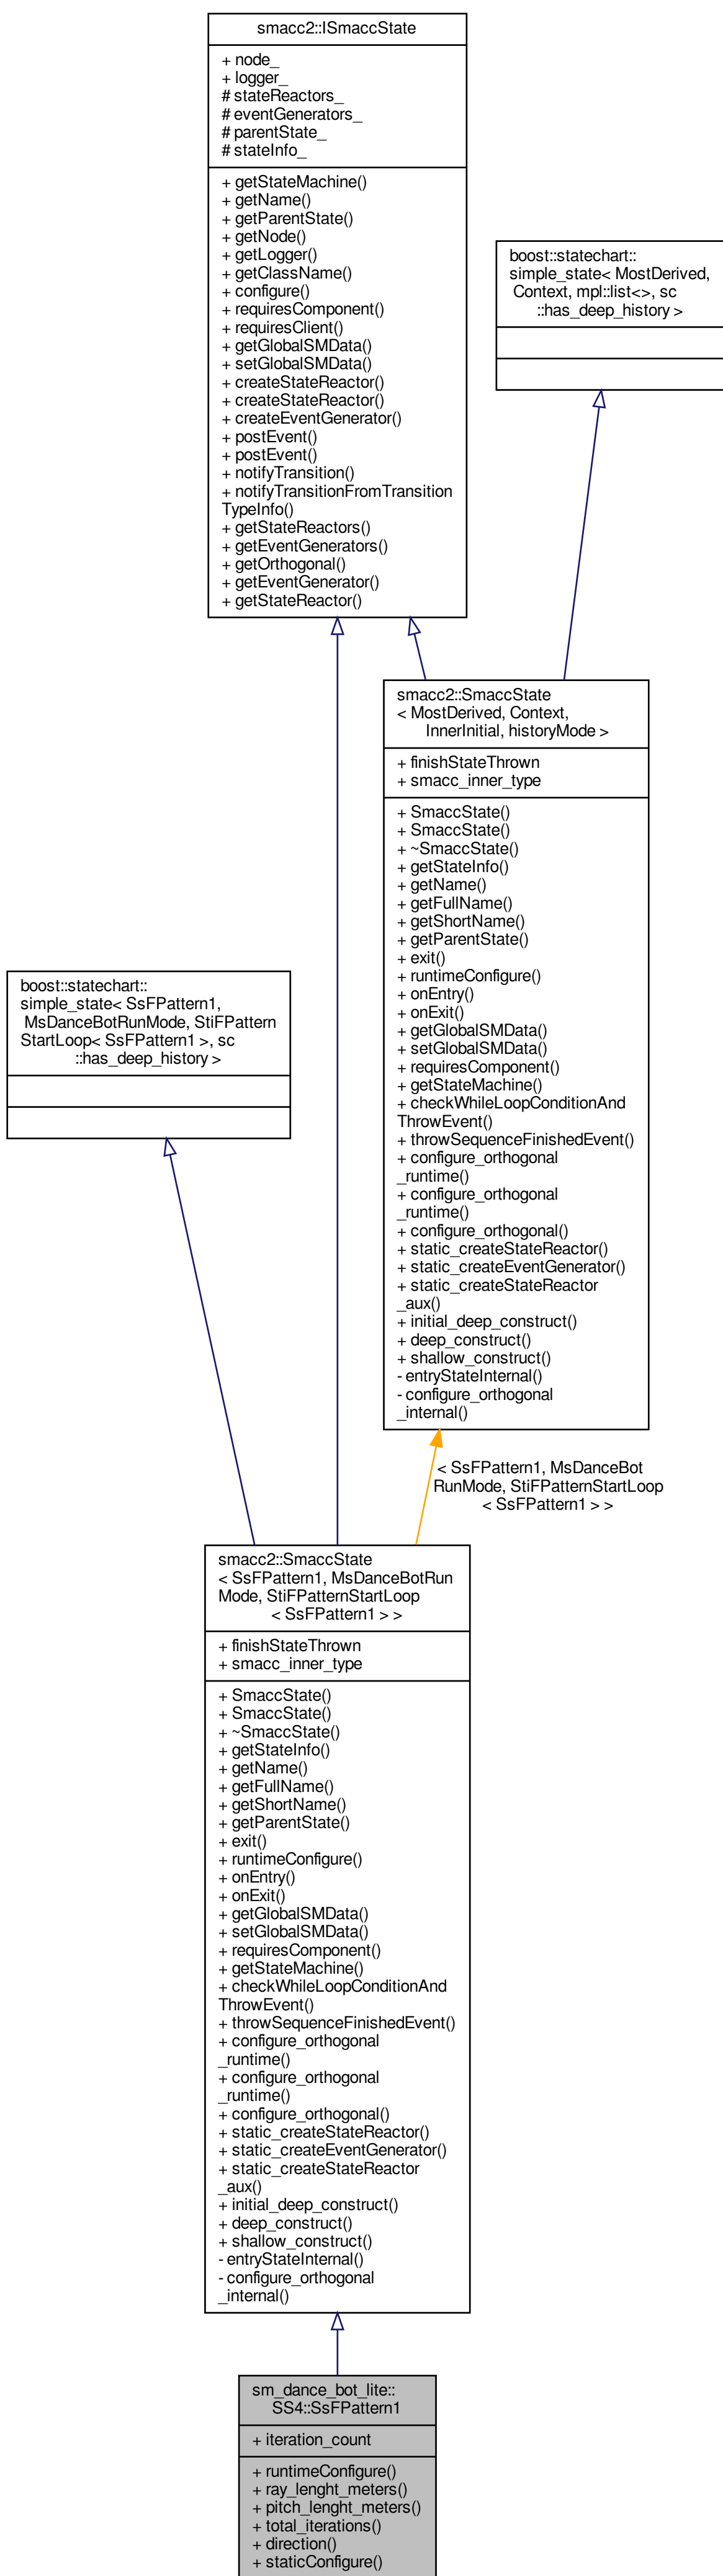 smacc2::ISmaccState
+ node_
+ logger_
# stateReactors_
# eventGenerators_
# parentState_
# stateInfo_
+ getStateMachine()
+ getName()
+ getParentState()
+ getNode()
+ getLogger()
+ getClassName()
+ configure()
+ requiresComponent()
+ requiresClient()
+ getGlobalSMData()
+ setGlobalSMData()
+ createStateReactor()
+ createStateReactor()
+ createEventGenerator()
+ postEvent()
+ postEvent()
+ notifyTransition()
+ notifyTransitionFromTransition
TypeInfo()
+ getStateReactors()
+ getEventGenerators()
+ getOrthogonal()
+ getEventGenerator()
+ getStateReactor()
boost::statechart::
simple_state< MostDerived,
Context, mpl::list<>, sc
::has_deep_history >
smacc2::SmaccState
< MostDerived, Context,
InnerInitial, historyMode >
+ finishStateThrown
+ smacc_inner_type
+ SmaccState()
+ SmaccState()
+ ~SmaccState()
+ getStateInfo()
+ getName()
+ getFullName()
+ getShortName()
+ getParentState()
+ exit()
+ runtimeConfigure()
+ onEntry()
+ onExit()
+ getGlobalSMData()
+ setGlobalSMData()
+ requiresComponent()
+ getStateMachine()
+ checkWhileLoopConditionAnd
ThrowEvent()
+ throwSequenceFinishedEvent()
+ configure_orthogonal
_runtime()
+ configure_orthogonal
_runtime()
+ configure_orthogonal()
+ static_createStateReactor()
+ static_createEventGenerator()
+ static_createStateReactor
_aux()
+ initial_deep_construct()
+ deep_construct()
+ shallow_construct()
- entryStateInternal()
- configure_orthogonal
_internal()
boost::statechart::
simple_state< SsFPattern1,
MsDanceBotRunMode, StiFPattern
StartLoop< SsFPattern1 >, sc
::has_deep_history >
< SsFPattern1, MsDanceBot
RunMode, StiFPatternStartLoop
< SsFPattern1 > >
smacc2::SmaccState
< SsFPattern1, MsDanceBotRun
Mode, StiFPatternStartLoop
< SsFPattern1 > >
+ finishStateThrown
+ smacc_inner_type
+ SmaccState()
+ SmaccState()
+ ~SmaccState()
+ getStateInfo()
+ getName()
+ getFullName()
+ getShortName()
+ getParentState()
+ exit()
+ runtimeConfigure()
+ onEntry()
+ onExit()
+ getGlobalSMData()
+ setGlobalSMData()
+ requiresComponent()
+ getStateMachine()
+ checkWhileLoopConditionAnd
ThrowEvent()
+ throwSequenceFinishedEvent()
+ configure_orthogonal
_runtime()
+ configure_orthogonal
_runtime()
+ configure_orthogonal()
+ static_createStateReactor()
+ static_createEventGenerator()
+ static_createStateReactor
_aux()
+ initial_deep_construct()
+ deep_construct()
+ shallow_construct()
- entryStateInternal()
- configure_orthogonal
_internal()
sm_dance_bot_lite::
SS4::SsFPattern1
+ iteration_count
+ runtimeConfigure()
+ ray_lenght_meters()
+ pitch_lenght_meters()
+ total_iterations()
+ direction()
+ staticConfigure()